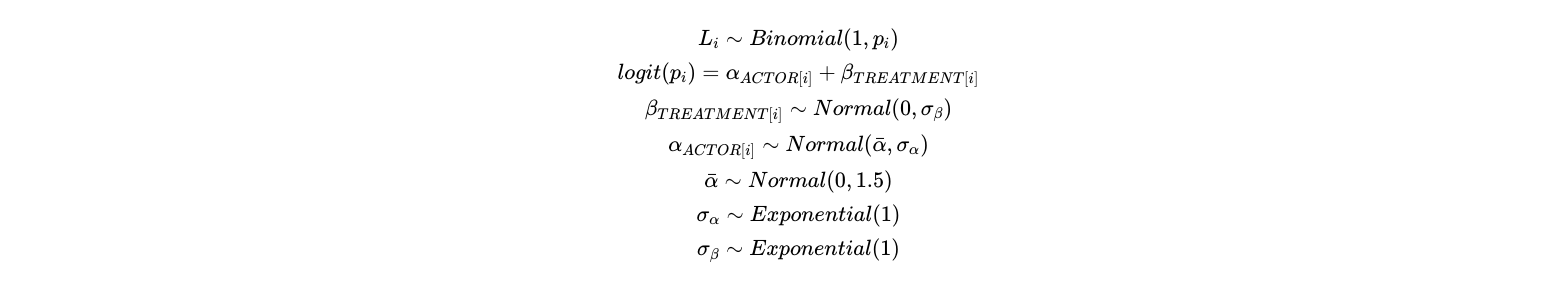 L_i ∼ Binomial(1, p_i)
logit(p_i) = α_{ACTOR[i]} + β_{TREATMENT[i]}
β_{TREATMENT[i]} ∼ Normal(0, σ_β)
α_{ACTOR[i]} ∼ Normal(ᾱ, σ_α)
ᾱ ∼ Normal(0, 1.5)
σ_α ∼ Exponential(1)
σ_β ∼ Exponential(1)